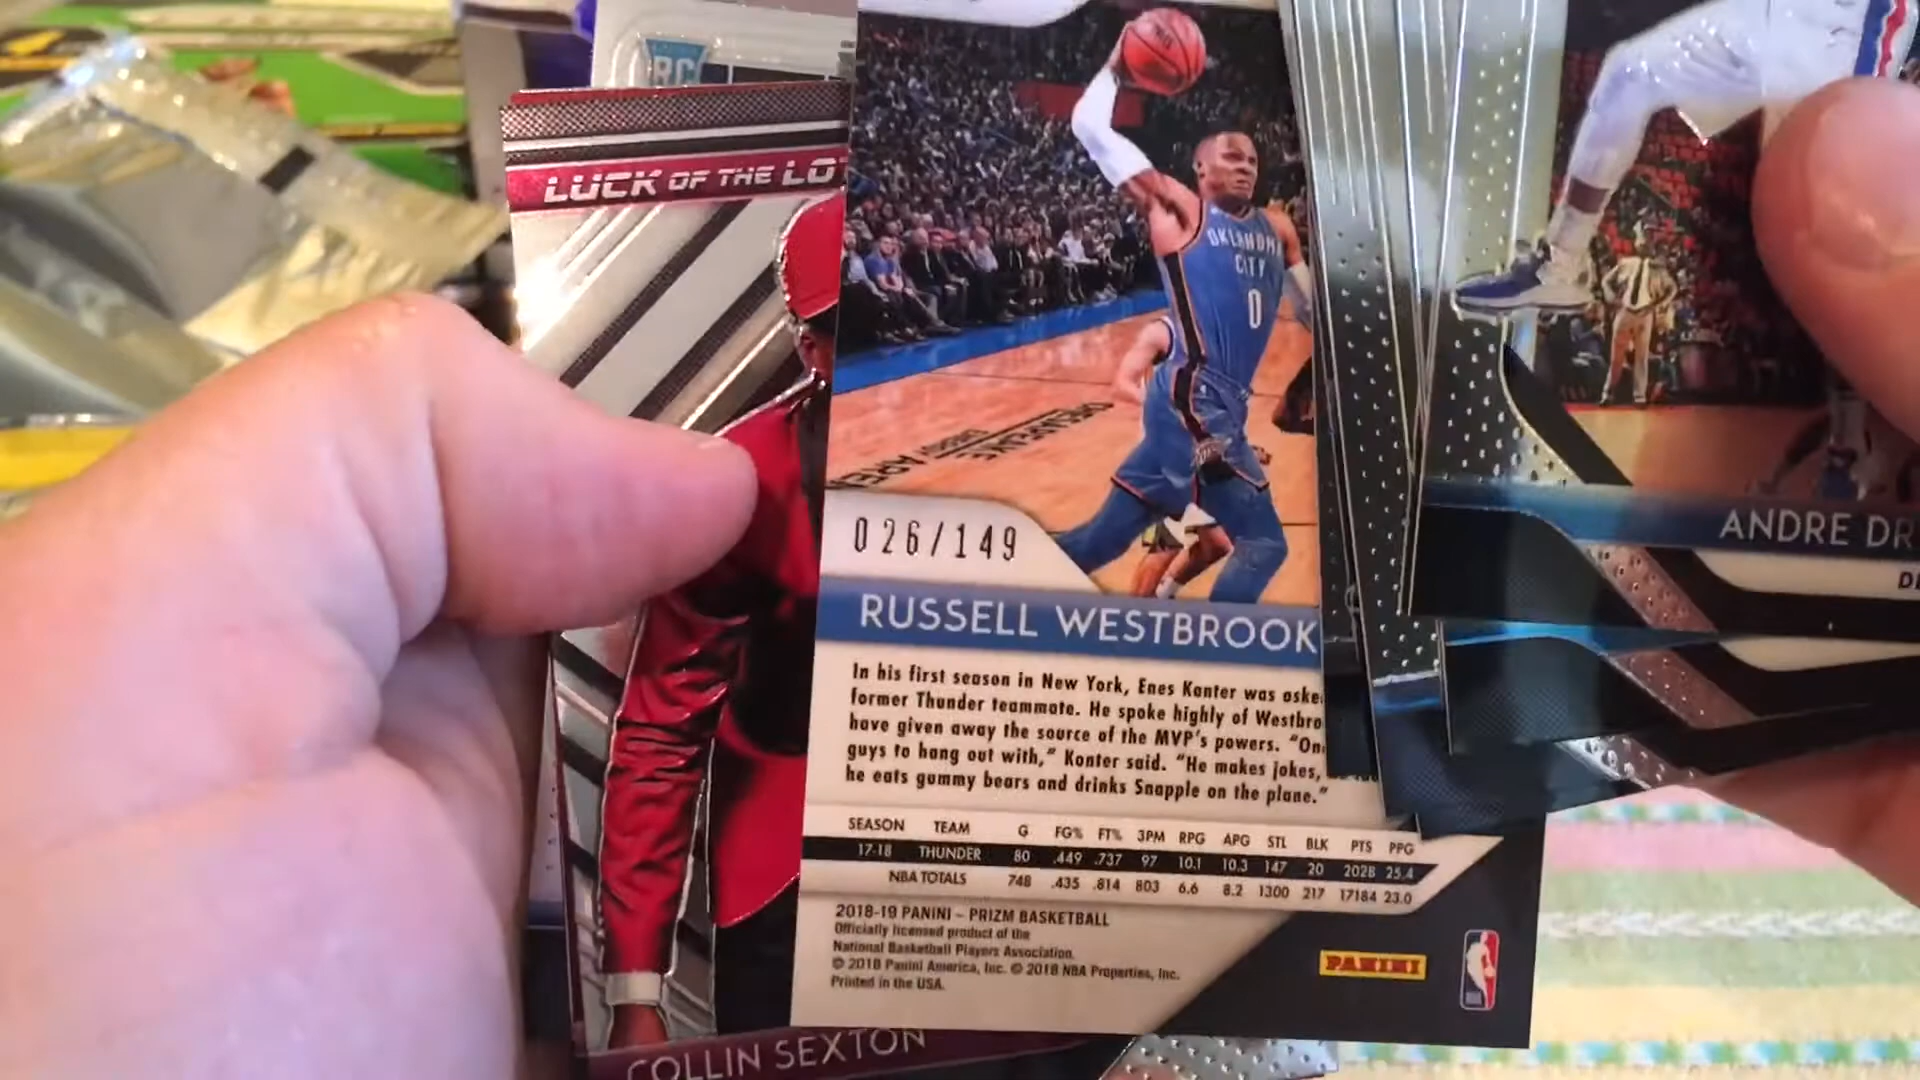 RC
LUCK OF THE LO
OKLAHOMA
CITY
0
026/149
RUSSELL WESTBROOK
In his first season in New York, Enes Kanter was aske
former Thunder teammate. He spoke highly of Westbro
have given away the source of the MVP's powers. "On
guys to hang out with," Kanter said. "He makes jokes,
he eats gummy bears and drinks Snapple on the plane."
SEASON TEAM G FG% FT% 3PM RPG APG STL BLK PTS PPG
17-18 THUNDER 80 .449 .737 97 10.1 10.3 147 20 2028 25.4
NBA TOTALS 748 .435 .814 803 6.6 8.2 1300 217 17184 23.0
2018-19 PANINI – PRIZM BASKETBALL
Officially licensed product of the
National Basketball Players Association.
© 2018 Panini America, Inc. © 2018 NBA Properties, Inc.
Printed in the USA.
PANINI
COLLIN SEXTON
ANDRE DR